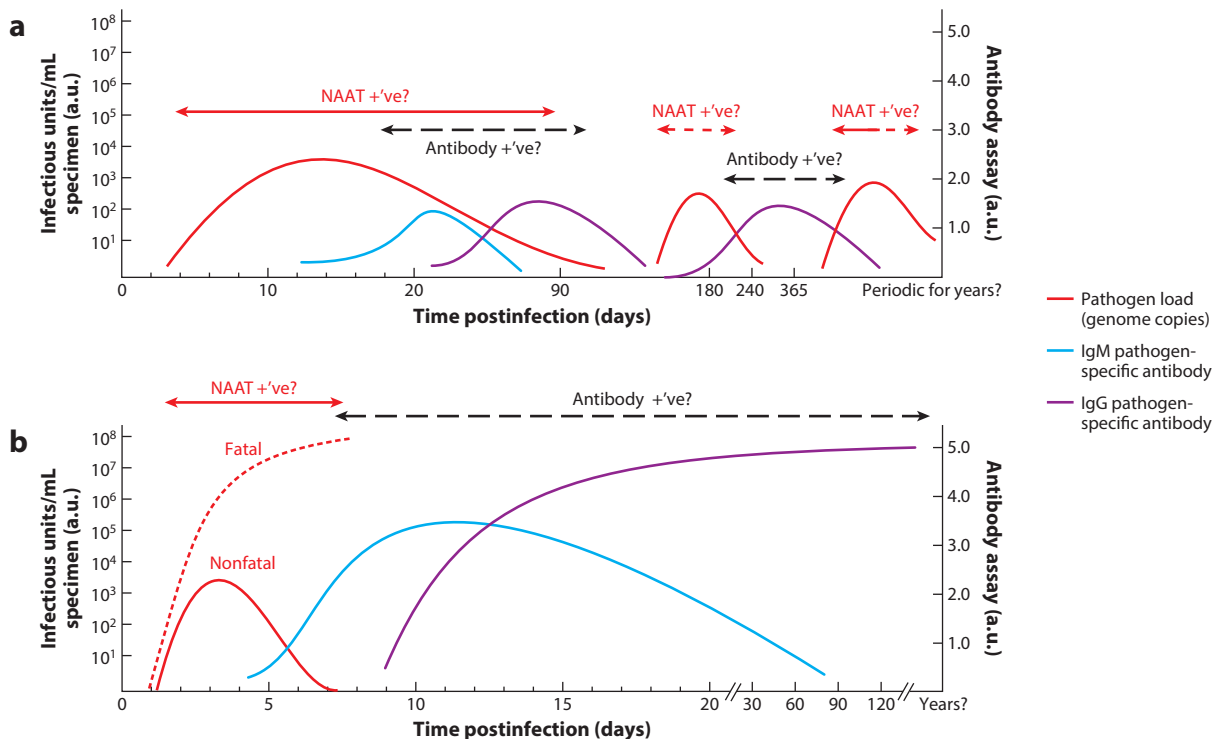 a
Infectious units/mL
specimen (a.u.)
10⁸
10⁷
10⁶
10⁵
10⁴
10³
10²
10¹
NAAT +'ve?
Antibody +'ve?
NAAT +'ve?
Antibody +'ve?
NAAT +'ve?
5.0
4.0
3.0
2.0
1.0
Antibody assay (a.u.)
0 10 20 90 180 240 365 Periodic for years?
Time postinfection (days)
Pathogen load
(genome copies)
IgM pathogen-
specific antibody
IgG pathogen-
specific antibody
b
Infectious units/mL
specimen (a.u.)
10⁸
10⁷
10⁶
10⁵
10⁴
10³
10²
10¹
NAAT +'ve?
Antibody +'ve?
Fatal
Nonfatal
5.0
4.0
3.0
2.0
1.0
Antibody assay (a.u.)
0 5 10 15 20 30 60 90 120 Years?
Time postinfection (days)